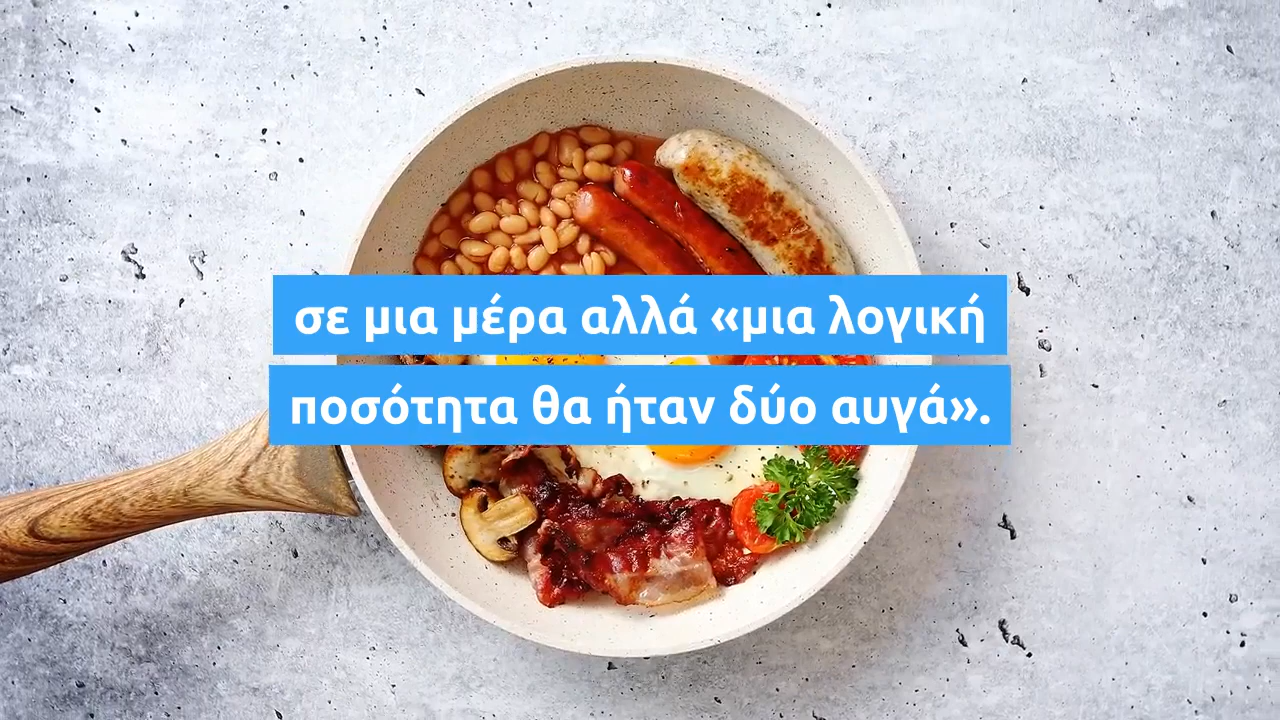 σε μια μέρα αλλά «μια λογική
ποσότητα θα ήταν δύο αυγά».